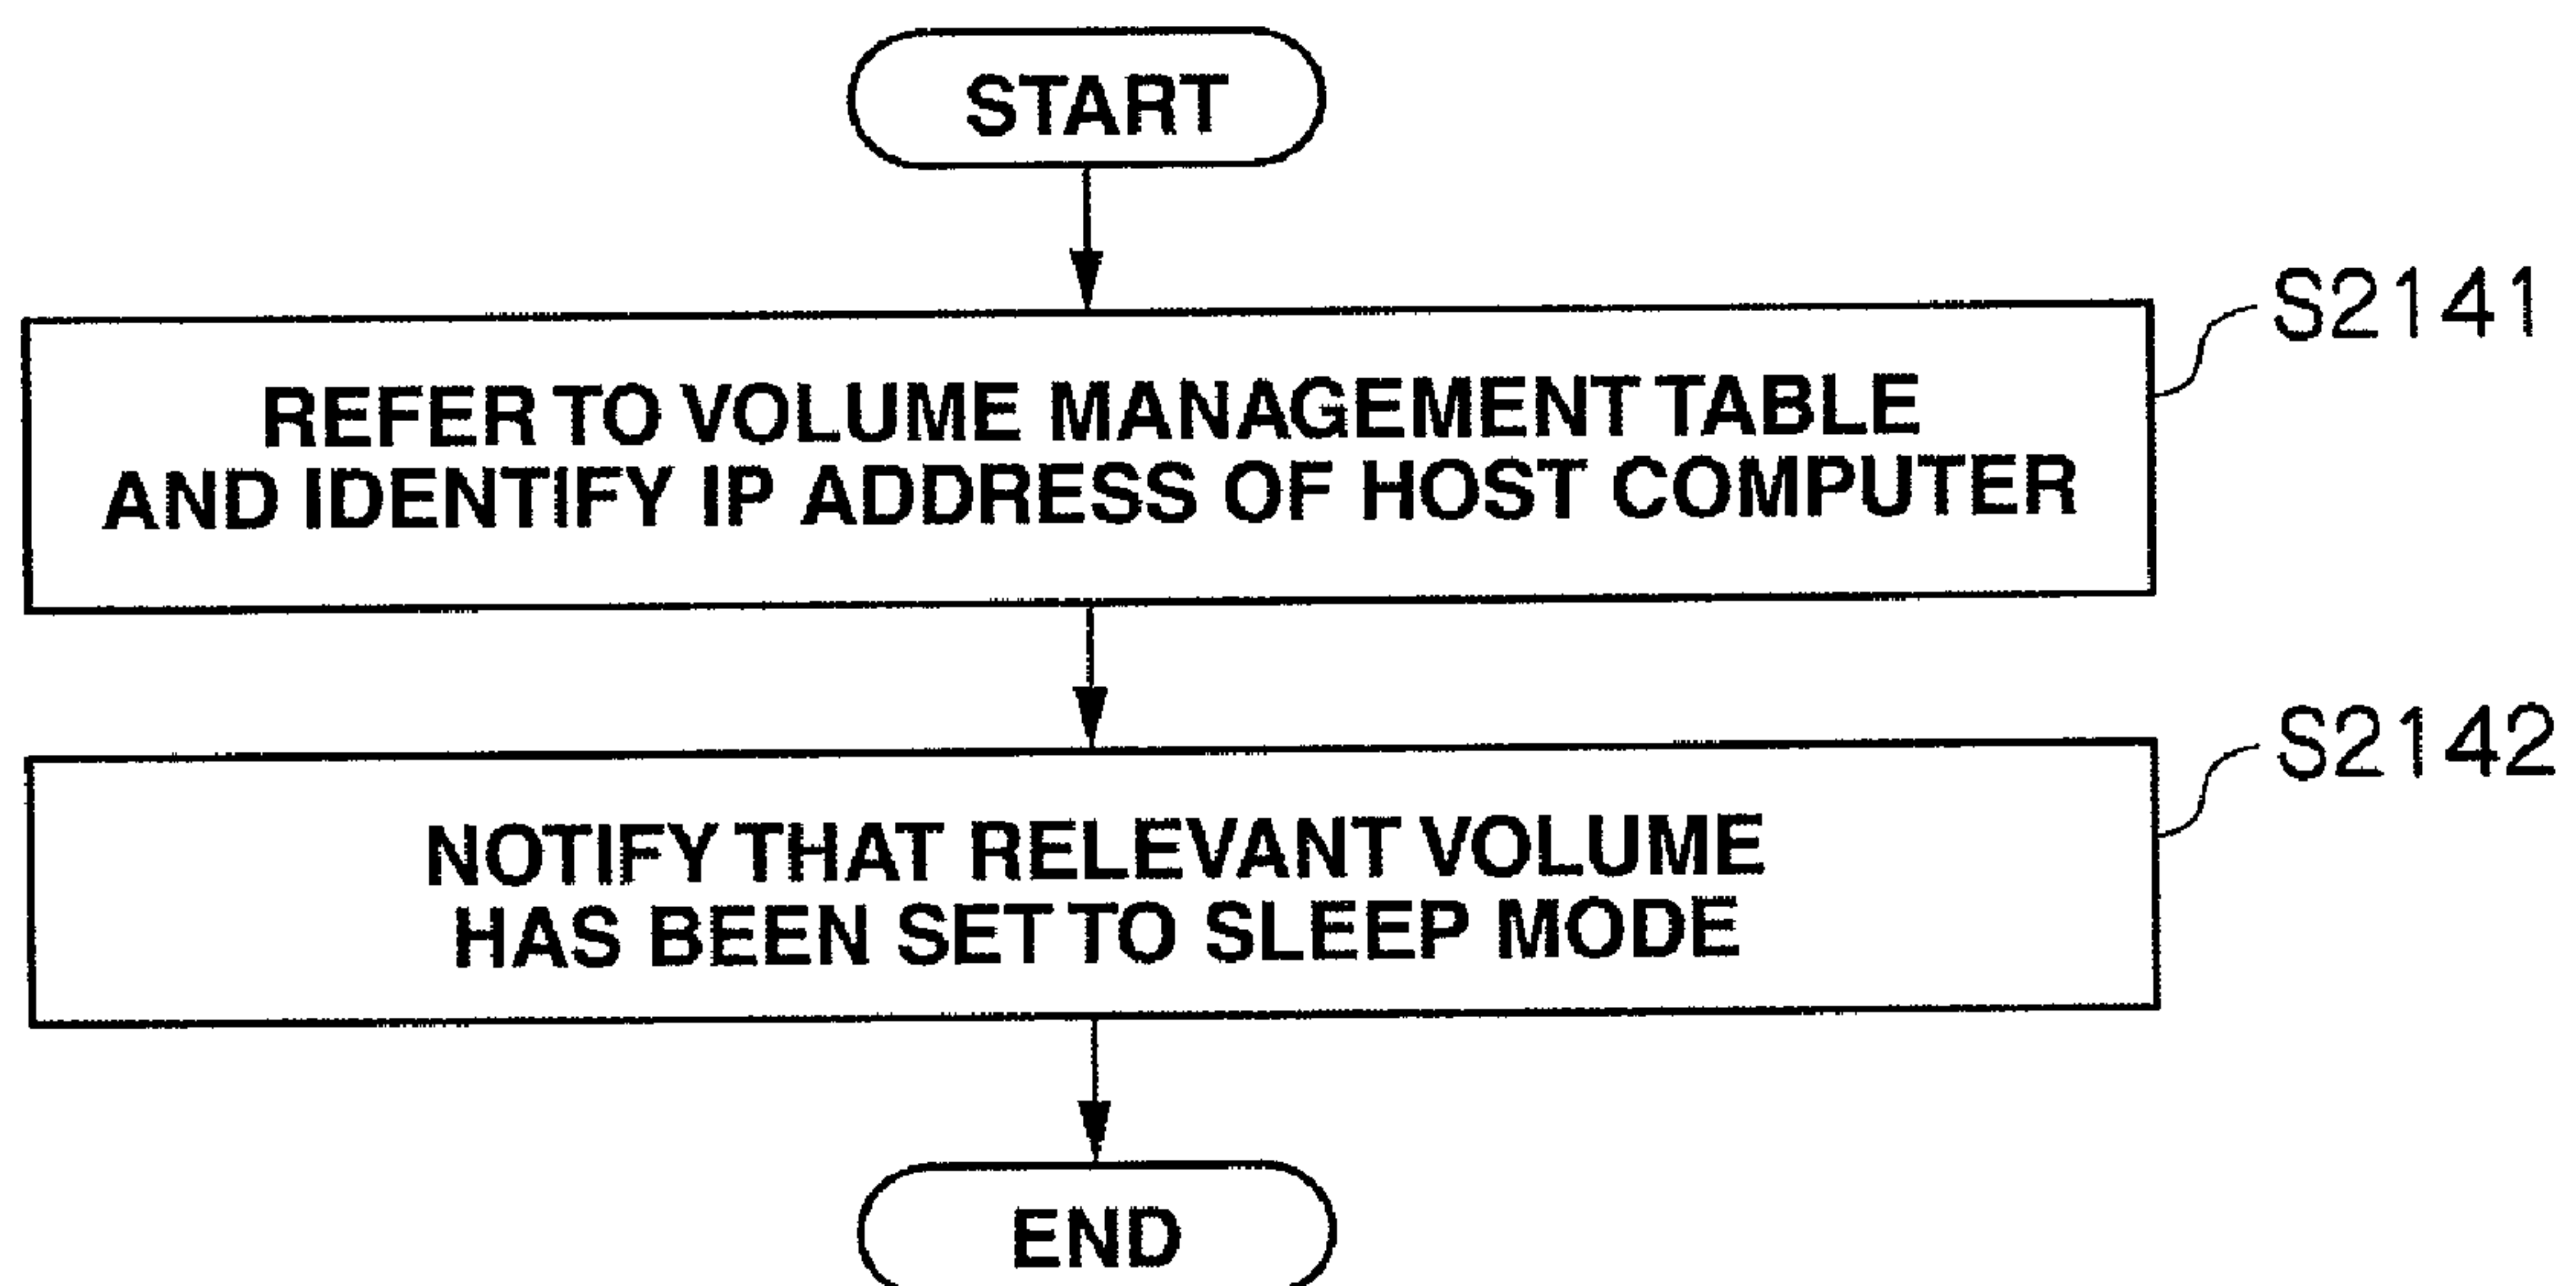 START
S2141
REFER TO VOLUME MANAGEMENT TABLE
AND IDENTIFY IP ADDRESS OF HOST COMPUTER
S2142
NOTIFY THAT RELEVANT VOLUME
HAS BEEN SET TO SLEEP MODE
END